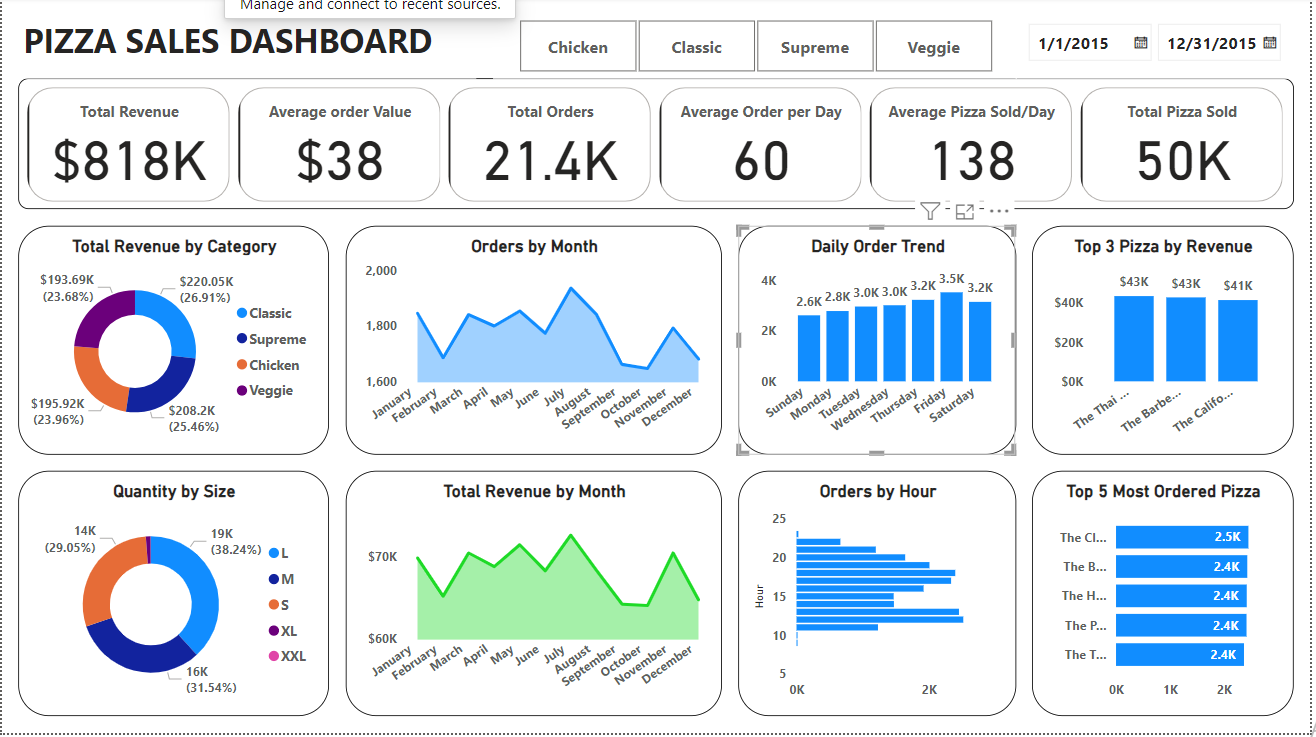 Manage and connect to recent sources.
PIZZA SALES DASHBOARD
Chicken
Classic
Supreme
Veggie
1/1/2015
12/31/2015
Total Revenue
$818K
Average order Value
$38
Total Orders
21.4K
Average Order per Day
60
Average Pizza Sold/Day
138
Total Pizza Sold
50K
Total Revenue by Category
$193.69K
(23.68%)
$220.05K
(26.91%)
$195.92K
(23.96%)
$208.2K
(25.46%)
Classic
Supreme
Chicken
Veggie
Orders by Month
2,000
1,800
1,600
January
February
March
April
May
June
July
August
September
October
November
December
Daily Order Trend
4K
2K
0K
2.6K
2.8K
3.0K
3.0K
3.2K
3.5K
3.2K
Sunday
Monday
Tuesday
Wednesday
Thursday
Friday
Saturday
Top 3 Pizza by Revenue
$40K
$20K
$0K
$43K
$43K
$41K
The Thai ...
The Barbe...
The Califo...
Quantity by Size
14K
(29.05%)
19K
(38.24%)
16K
(31.54%)
L
M
S
XL
XXL
Total Revenue by Month
$70K
$60K
January
February
March
April
May
June
July
August
September
October
November
December
Orders by Hour
Hour
25
20
15
10
5
0K
2K
Top 5 Most Ordered Pizza
The Cl...
2.5K
The B...
2.4K
The H...
2.4K
The P...
2.4K
The T...
2.4K
0K
1K
2K